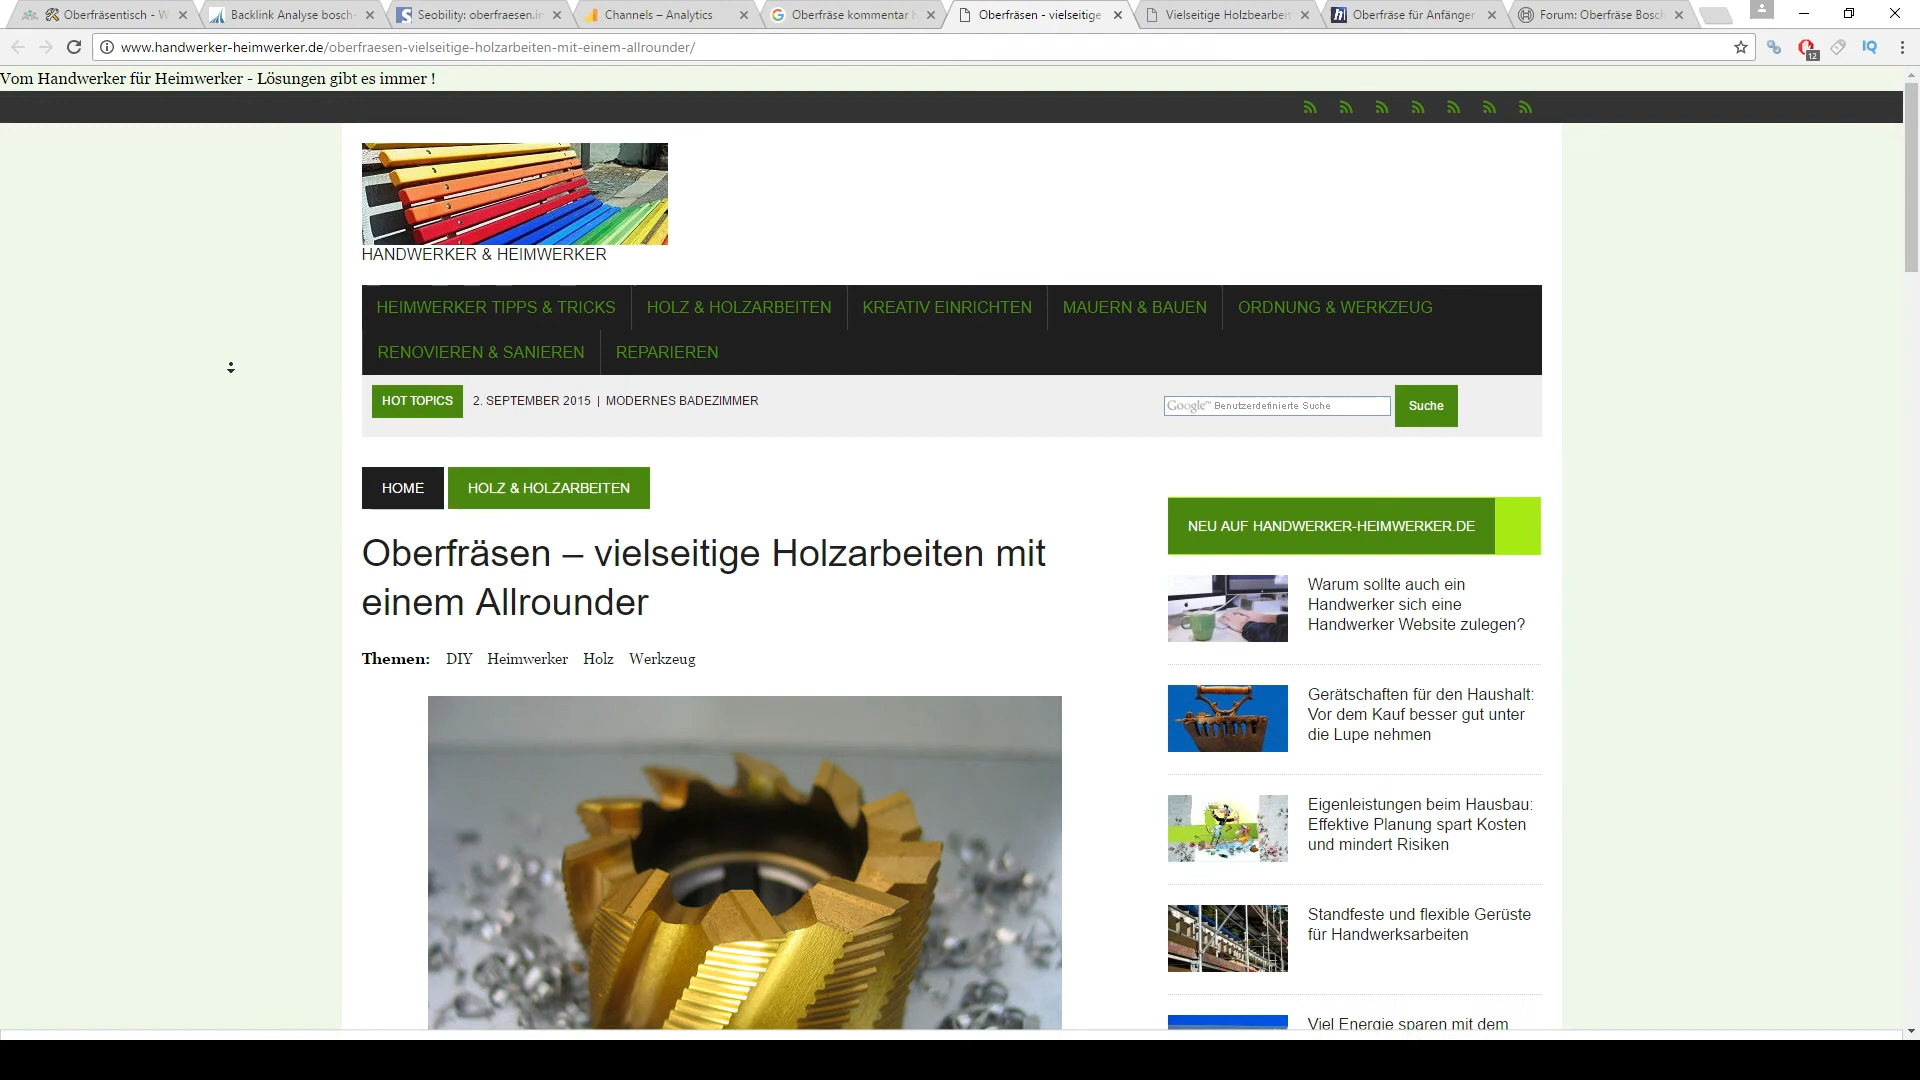 Oberfräsentisch - W
Backlink Analyse bosch-
Seobility: oberfraesen.in
Channels – Analytics
Oberfräse kommentar h
Oberfräsen - vielseitige
Vielseitige Holzbearbeit
Oberfräse für Anfänger
Forum: Oberfräse Bosch
www.handwerker-heimwerker.de/oberfraesen-vielseitige-holzarbeiten-mit-einem-allrounder/
12
IQ
Vom Handwerker für Heimwerker - Lösungen gibt es immer !
HANDWERKER & HEIMWERKER
HEIMWERKER TIPPS & TRICKS
HOLZ & HOLZARBEITEN
KREATIV EINRICHTEN
MAUERN & BAUEN
ORDNUNG & WERKZEUG
RENOVIEREN & SANIEREN
REPARIEREN
HOT TOPICS
2. SEPTEMBER 2015 | MODERNES BADEZIMMER
Google™ Benutzerdefinierte Suche
Suche
HOME
HOLZ & HOLZARBEITEN
Oberfräsen – vielseitige Holzarbeiten mit
einem Allrounder
Themen: DIY Heimwerker Holz Werkzeug
NEU AUF HANDWERKER-HEIMWERKER.DE
Warum sollte auch ein
Handwerker sich eine
Handwerker Website zulegen?
Gerätschaften für den Haushalt:
Vor dem Kauf besser gut unter
die Lupe nehmen
Eigenleistungen beim Hausbau:
Effektive Planung spart Kosten
und mindert Risiken
Standfeste und flexible Gerüste
für Handwerksarbeiten
Viel Energie sparen mit dem